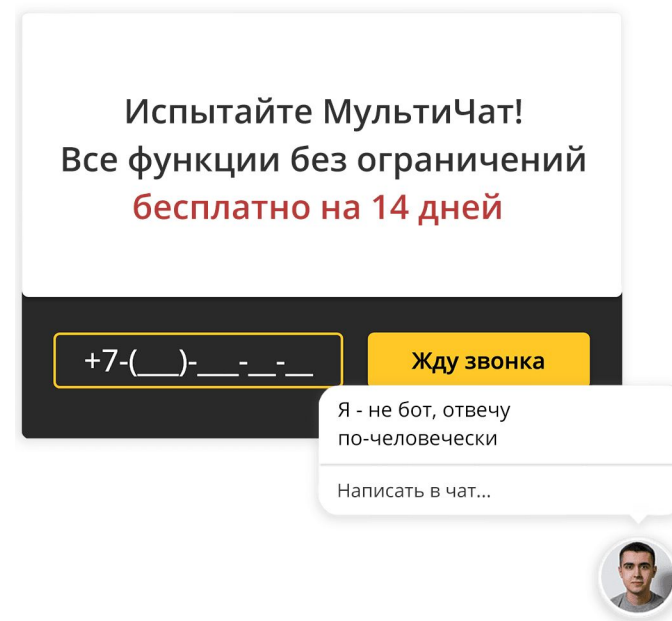 Испытайте МультиЧат!
Все функции без ограничений
бесплатно на 14 дней
+7-(___)-___-__-__
Жду звонка
Я - не бот, отвечу
по-человечески
Написать в чат...